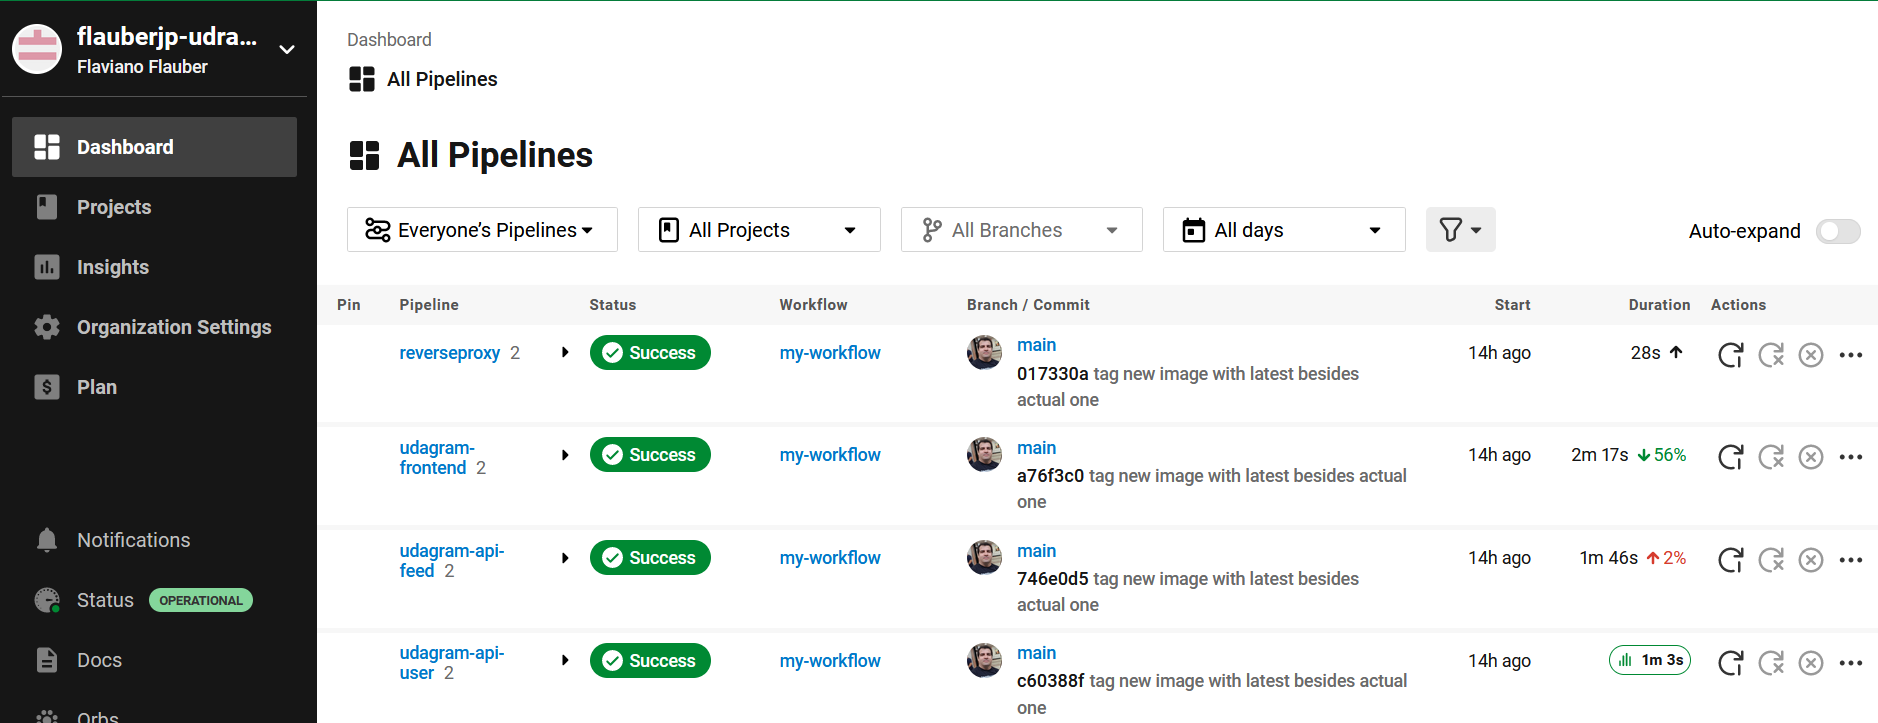 flauberjp-udra...
Flaviano Flauber
Dashboard
Projects
Insights
Organization Settings
Plan
Notifications
Status OPERATIONAL
Docs
Orbs
Dashboard
All Pipelines
All Pipelines
Everyone’s Pipelines All Projects All Branches All days Auto-expand
Pin Pipeline Status Workflow Branch / Commit Start Duration Actions
reverseproxy 2 Success my-workflow main 14h ago 28s
017330a tag new image with latest besides
actual one
udagram-
frontend 2 Success my-workflow main 14h ago 2m 17s 56%
a76f3c0 tag new image with latest besides actual
one
udagram-api-
feed 2 Success my-workflow main 14h ago 1m 46s 2%
746e0d5 tag new image with latest besides
actual one
udagram-api-
user 2 Success my-workflow main 14h ago 1m 3s
c60388f tag new image with latest besides actual
one